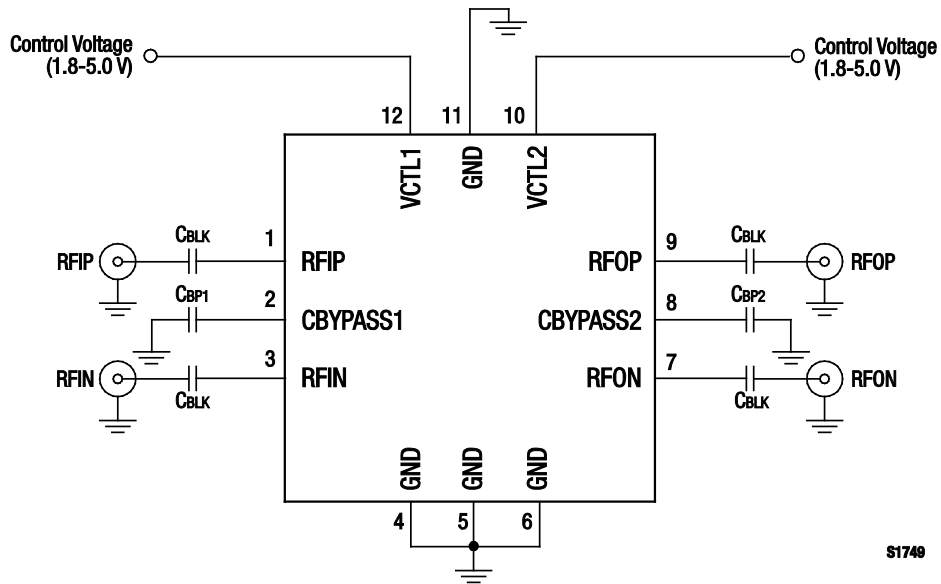 Control Voltage
(1.8-5.0 V)
Control Voltage
(1.8-5.0 V)
12
11
10
VCTL1
GND
VCTL2
RFIP
CBLK
1
RFIP
RFOP
9
CBLK
RFOP
CBP1
2
CBYPASS1
CBYPASS2
8
CBP2
RFIN
CBLK
3
RFIN
RFON
7
CBLK
RFON
GND
GND
GND
4
5
6
S1749